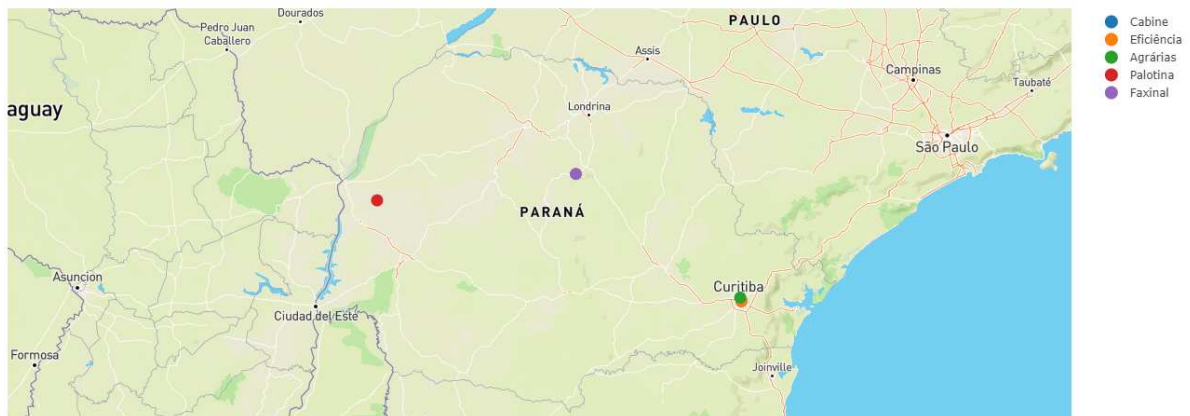 Dourados
PAULO
Pedro Juan
Caballero
Assis
Campinas
Taubaté
aguay
Londrina
São Paulo
PARANÁ
Asuncion
Curitiba
Ciudad del Este
Formosa
Joinville
Cabine
Eficiência
Agrárias
Palotina
Faxinal